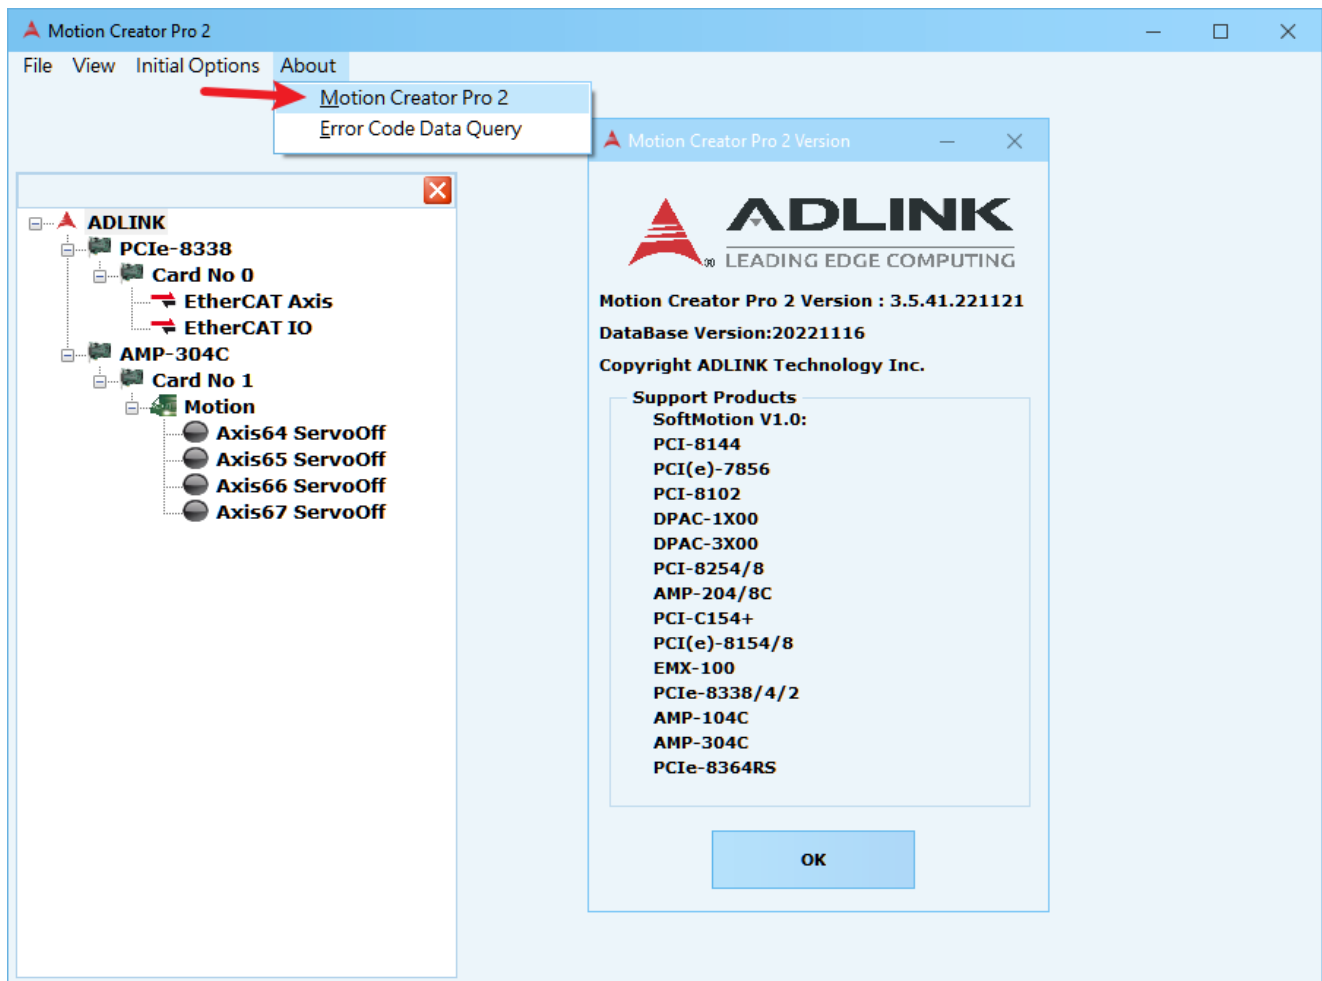 Motion Creator Pro 2
File View Initial Options About
Motion Creator Pro 2
Error Code Data Query
ADLINK
PCIe-8338
Card No 0
EtherCAT Axis
EtherCAT IO
AMP-304C
Card No 1
Motion
Axis64 ServoOff
Axis65 ServoOff
Axis66 ServoOff
Axis67 ServoOff
Motion Creator Pro 2 Version
ADLINK
LEADING EDGE COMPUTING
Motion Creator Pro 2 Version : 3.5.41.221121
DataBase Version:20221116
Copyright ADLINK Technology Inc.
Support Products
SoftMotion V1.0:
PCI-8144
PCI(e)-7856
PCI-8102
DPAC-1X00
DPAC-3X00
PCI-8254/8
AMP-204/8C
PCI-C154+
PCI(e)-8154/8
EMX-100
PCIe-8338/4/2
AMP-104C
AMP-304C
PCIe-8364RS
OK